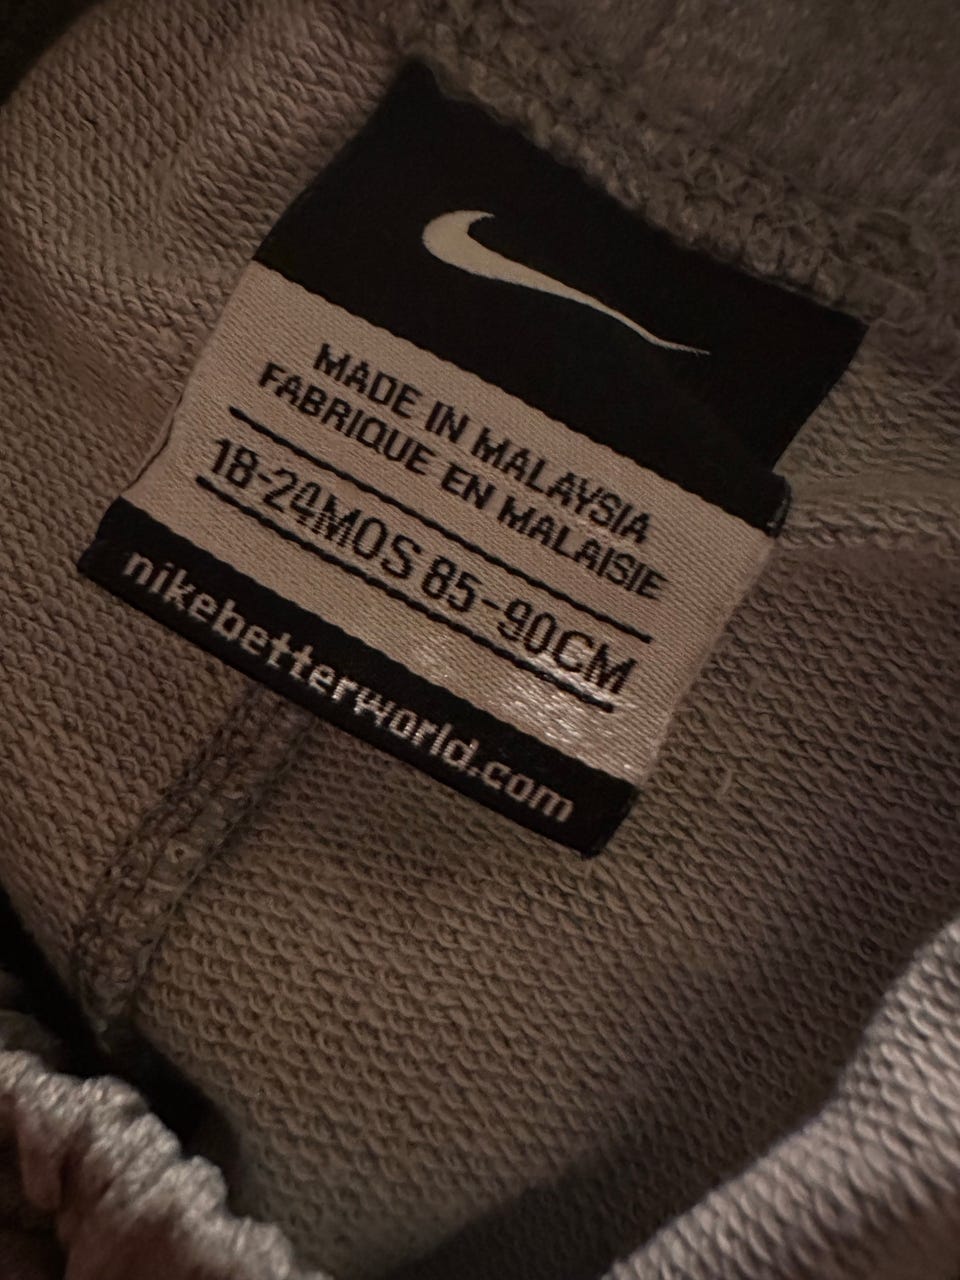 MADE IN MALAYSIA
FABRIQUE EN MALAISIE
18-24MOS 85-90CM
nikebetterworld.com